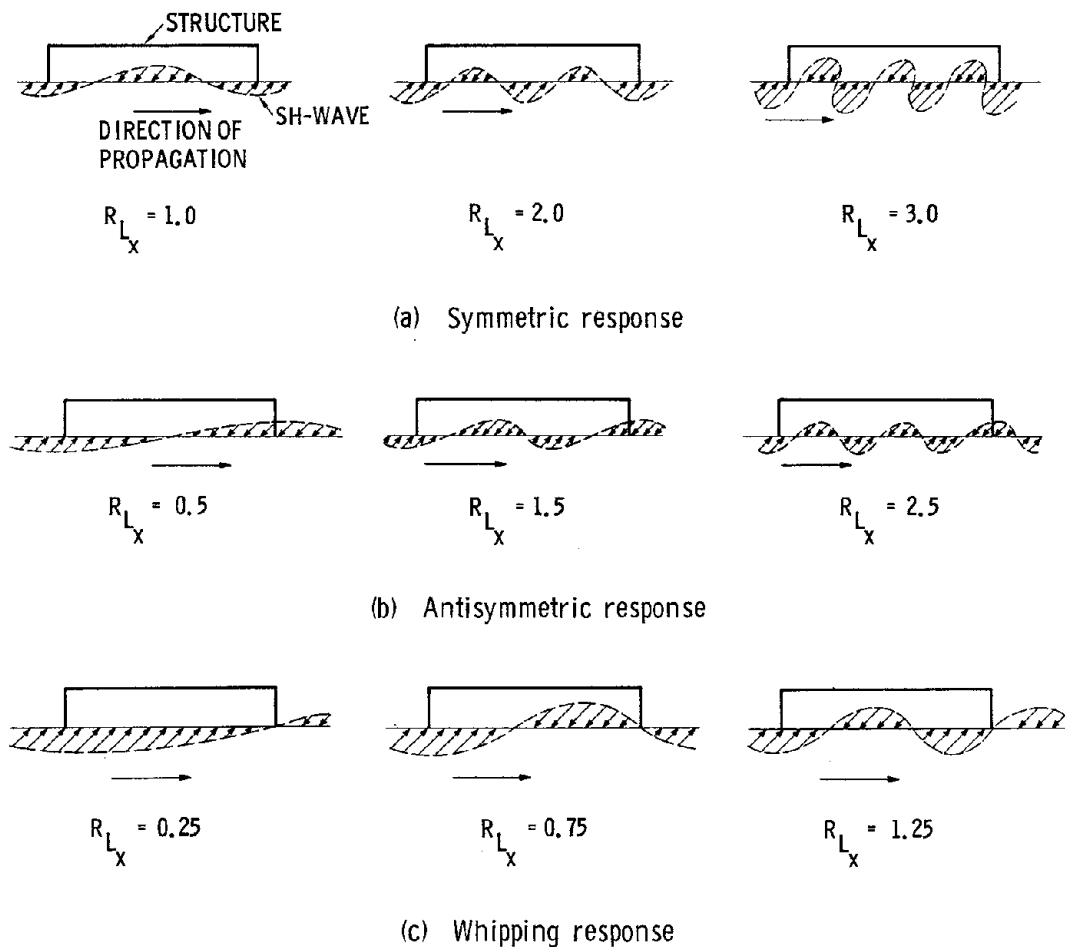 STRUCTURE
SH-WAVE
DIRECTION OF
PROPAGATION
R_{L_x} = 1.0
R_{L_x} = 2.0
R_{L_x} = 3.0
(a) Symmetric response
R_{L_x} = 0.5
R_{L_x} = 1.5
R_{L_x} = 2.5
(b) Antisymmetric response
R_{L_x} = 0.25
R_{L_x} = 0.75
R_{L_x} = 1.25
(c) Whipping response